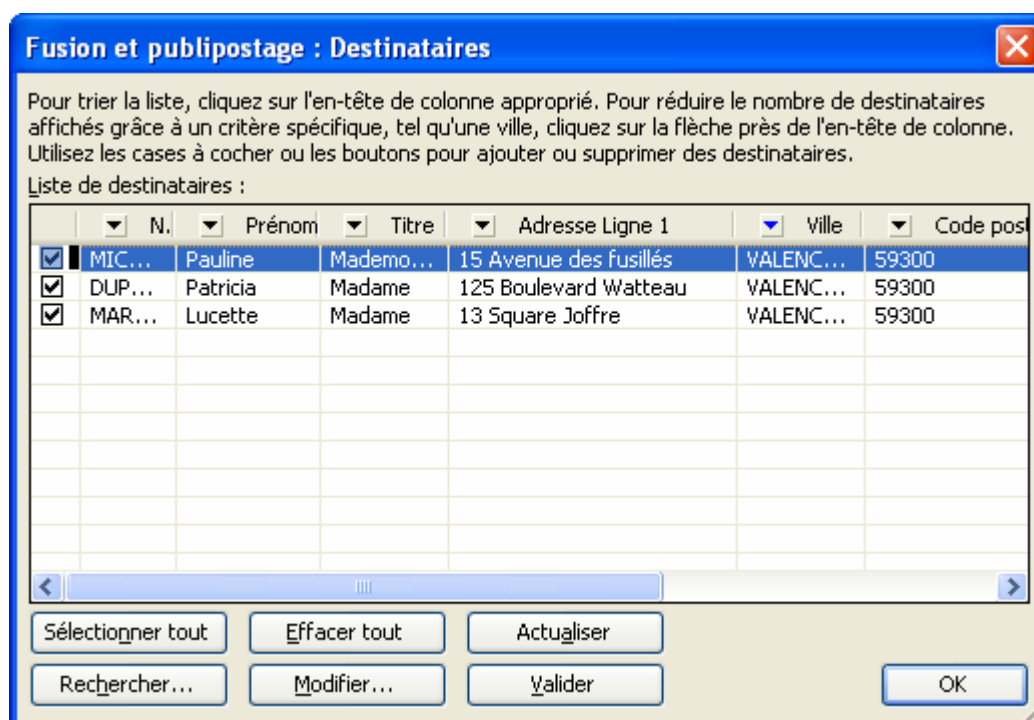 Fusion et publipostage : Destinataires
Pour trier la liste, cliquez sur l'en-tête de colonne approprié. Pour réduire le nombre de destinataires
affichés grâce à un critère spécifique, tel qu'une ville, cliquez sur la flèche près de l'en-tête de colonne.
Utilisez les cases à cocher ou les boutons pour ajouter ou supprimer des destinataires.
Liste de destinataires :
N. Prénom Titre Adresse Ligne 1 Ville Code post
MIC... Pauline Mademo... 15 Avenue des fusillés VALENC... 59300
DUP... Patricia Madame 125 Boulevard Watteau VALENC... 59300
MAR... Lucette Madame 13 Square Joffre VALENC... 59300
Sélectionner tout Effacer tout Actualiser
Rechercher... Modifier... Valider OK